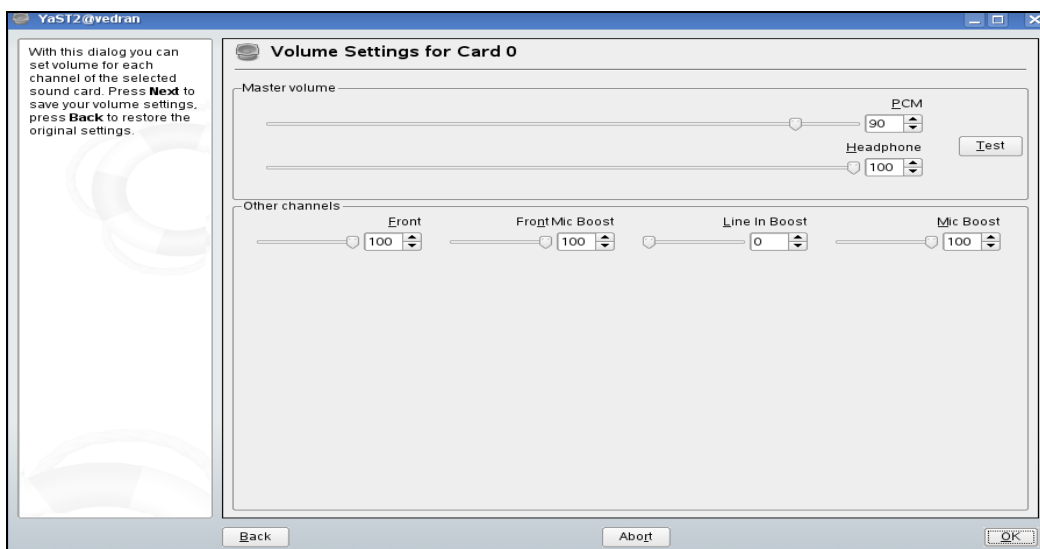 YaST2@vedran
With this dialog you can
set volume for each
channel of the selected
sound card. Press Next to
save your volume settings,
press Back to restore the
original settings.
Volume Settings for Card 0
Master volume
PCM
90
Headphone
100
Test
Other channels
Front
100
Front Mic Boost
100
Line In Boost
0
Mic Boost
100
Back
Abort
OK